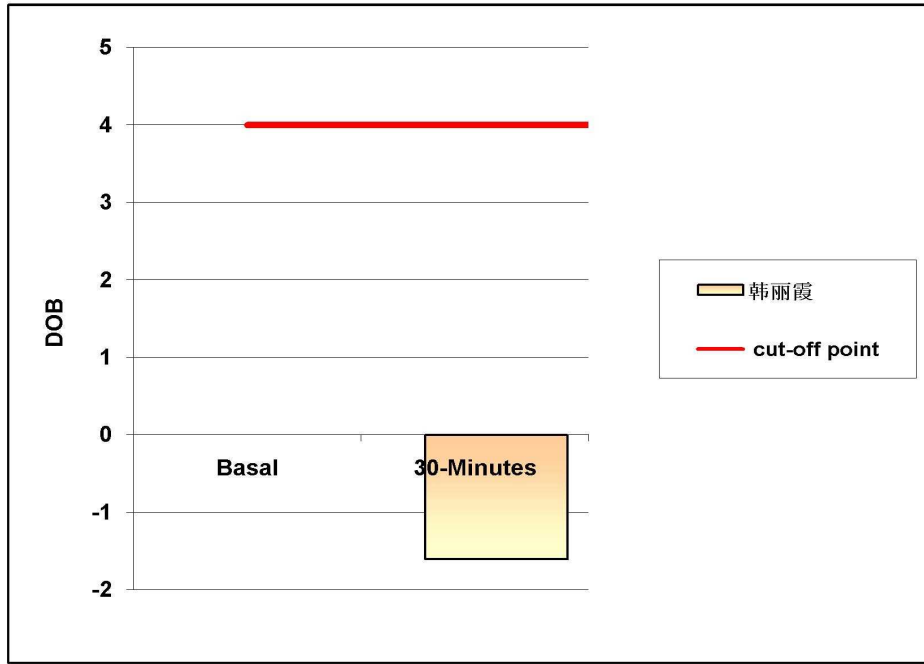 5
4
3
2
1
0
-1
-2
DOB
Basal
30-Minutes
韩丽霞
cut-off point